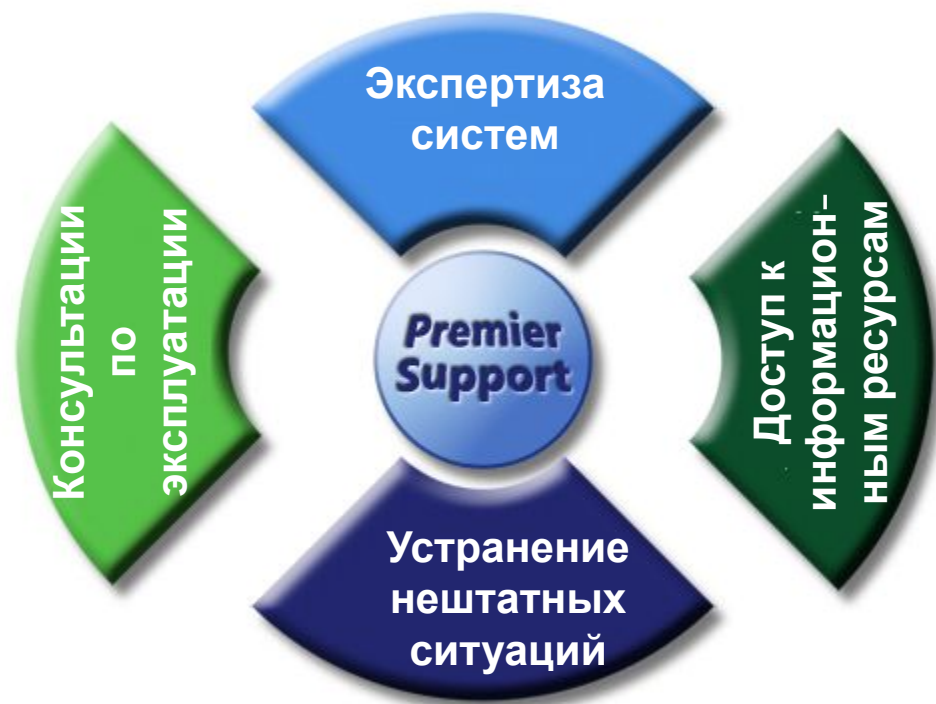 Экспертиза
систем
Консультации
по
эксплуатации
Premier
Support
Доступ к
информацион-
ным ресурсам
Устранение
нештатных
ситуаций